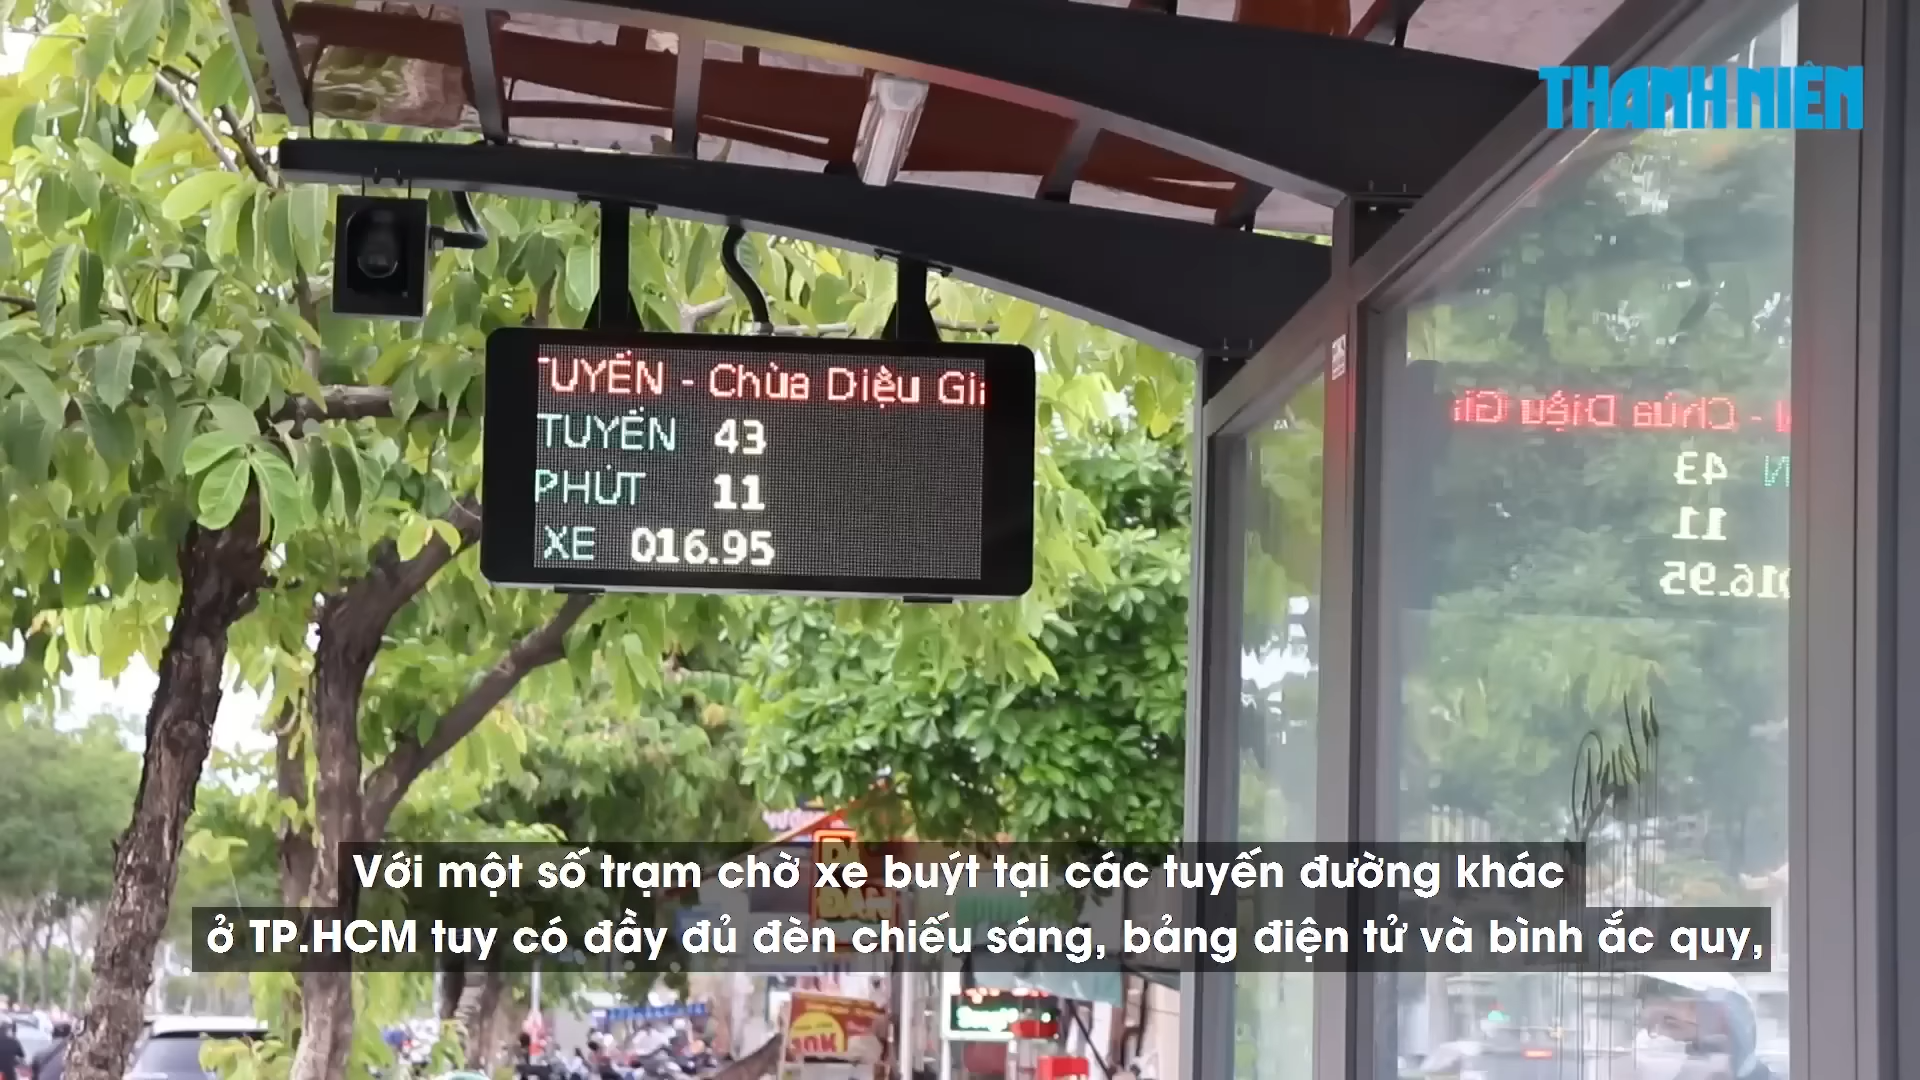 THANH NIÊN
TUYẾN - Chùa Diệu Gi
TUYẾN 43
PHÚT 11
XE 016.95
Với một số trạm chờ xe buýt tại các tuyến đường khác
ở TP.HCM tuy có đầy đủ đèn chiếu sáng, bảng điện tử và bình ắc quy,